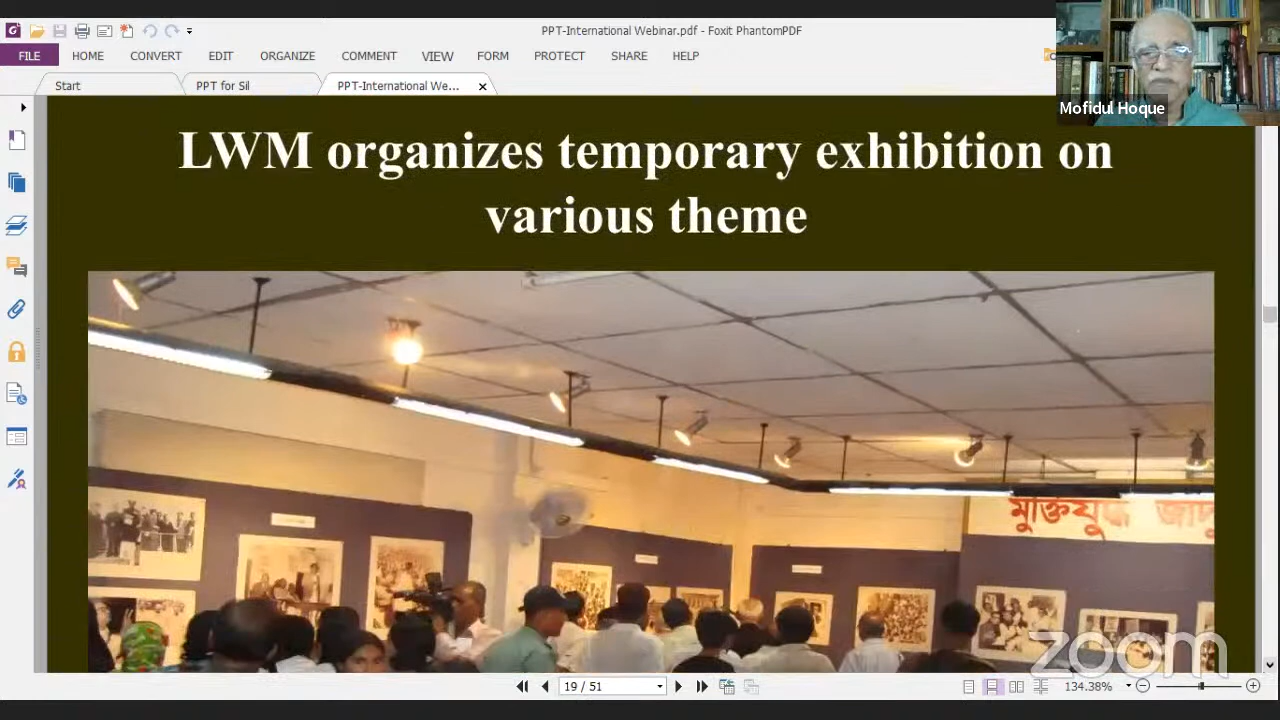 PPT-International Webinar.pdf - Foxit PhantomPDF
FILE HOME CONVERT EDIT ORGANIZE COMMENT VIEW FORM PROTECT SHARE HELP
Start PPT for Sil PPT-International We...
Mofidul Hoque
LWM organizes temporary exhibition on
various theme
মুক্তিযুদ্ধ জাদু
zoom
19 / 51 134.38%